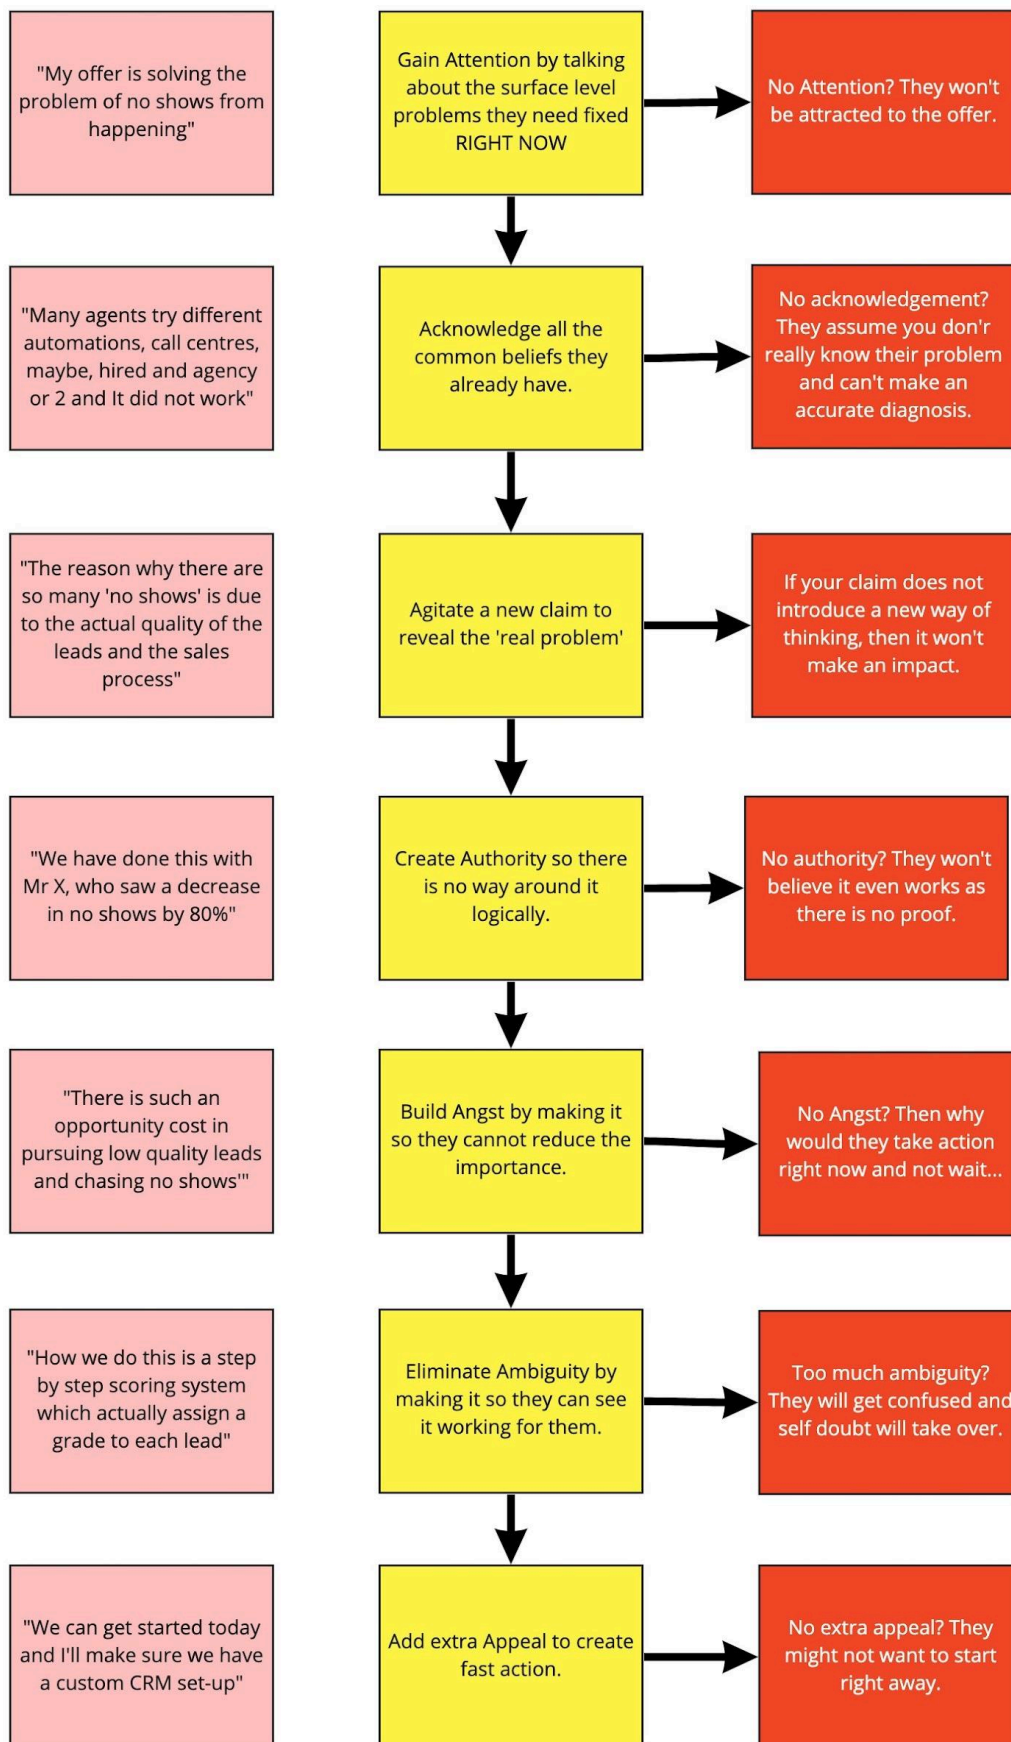 "My offer is solving the
problem of no shows from
happening"
Gain Attention by talking
about the surface level
problems they need fixed
RIGHT NOW
No Attention? They won't
be attracted to the offer.
"Many agents try different
automations, call centres,
maybe, hired and agency
or 2 and It did not work"
Acknowledge all the
common beliefs they
already have.
No acknowledgement?
They assume you don'r
really know their problem
and can't make an
accurate diagnosis.
"The reason why there are
so many 'no shows' is due
to the actual quality of the
leads and the sales
process"
Agitate a new claim to
reveal the 'real problem'
If your claim does not
introduce a new way of
thinking, then it won't
make an impact.
"We have done this with
Mr X, who saw a decrease
in no shows by 80%"
Create Authority so there
is no way around it
logically.
No authority? They won't
believe it even works as
there is no proof.
"There is such an
opportunity cost in
pursuing low quality leads
and chasing no shows'"
Build Angst by making it
so they cannot reduce the
importance.
No Angst? Then why
would they take action
right now and not wait...
"How we do this is a step
by step scoring system
which actually assign a
grade to each lead"
Eliminate Ambiguity by
making it so they can see
it working for them.
Too much ambiguity?
They will get confused and
self doubt will take over.
"We can get started today
and I'll make sure we have
a custom CRM set-up"
Add extra Appeal to create
fast action.
No extra appeal? They
might not want to start
right away.